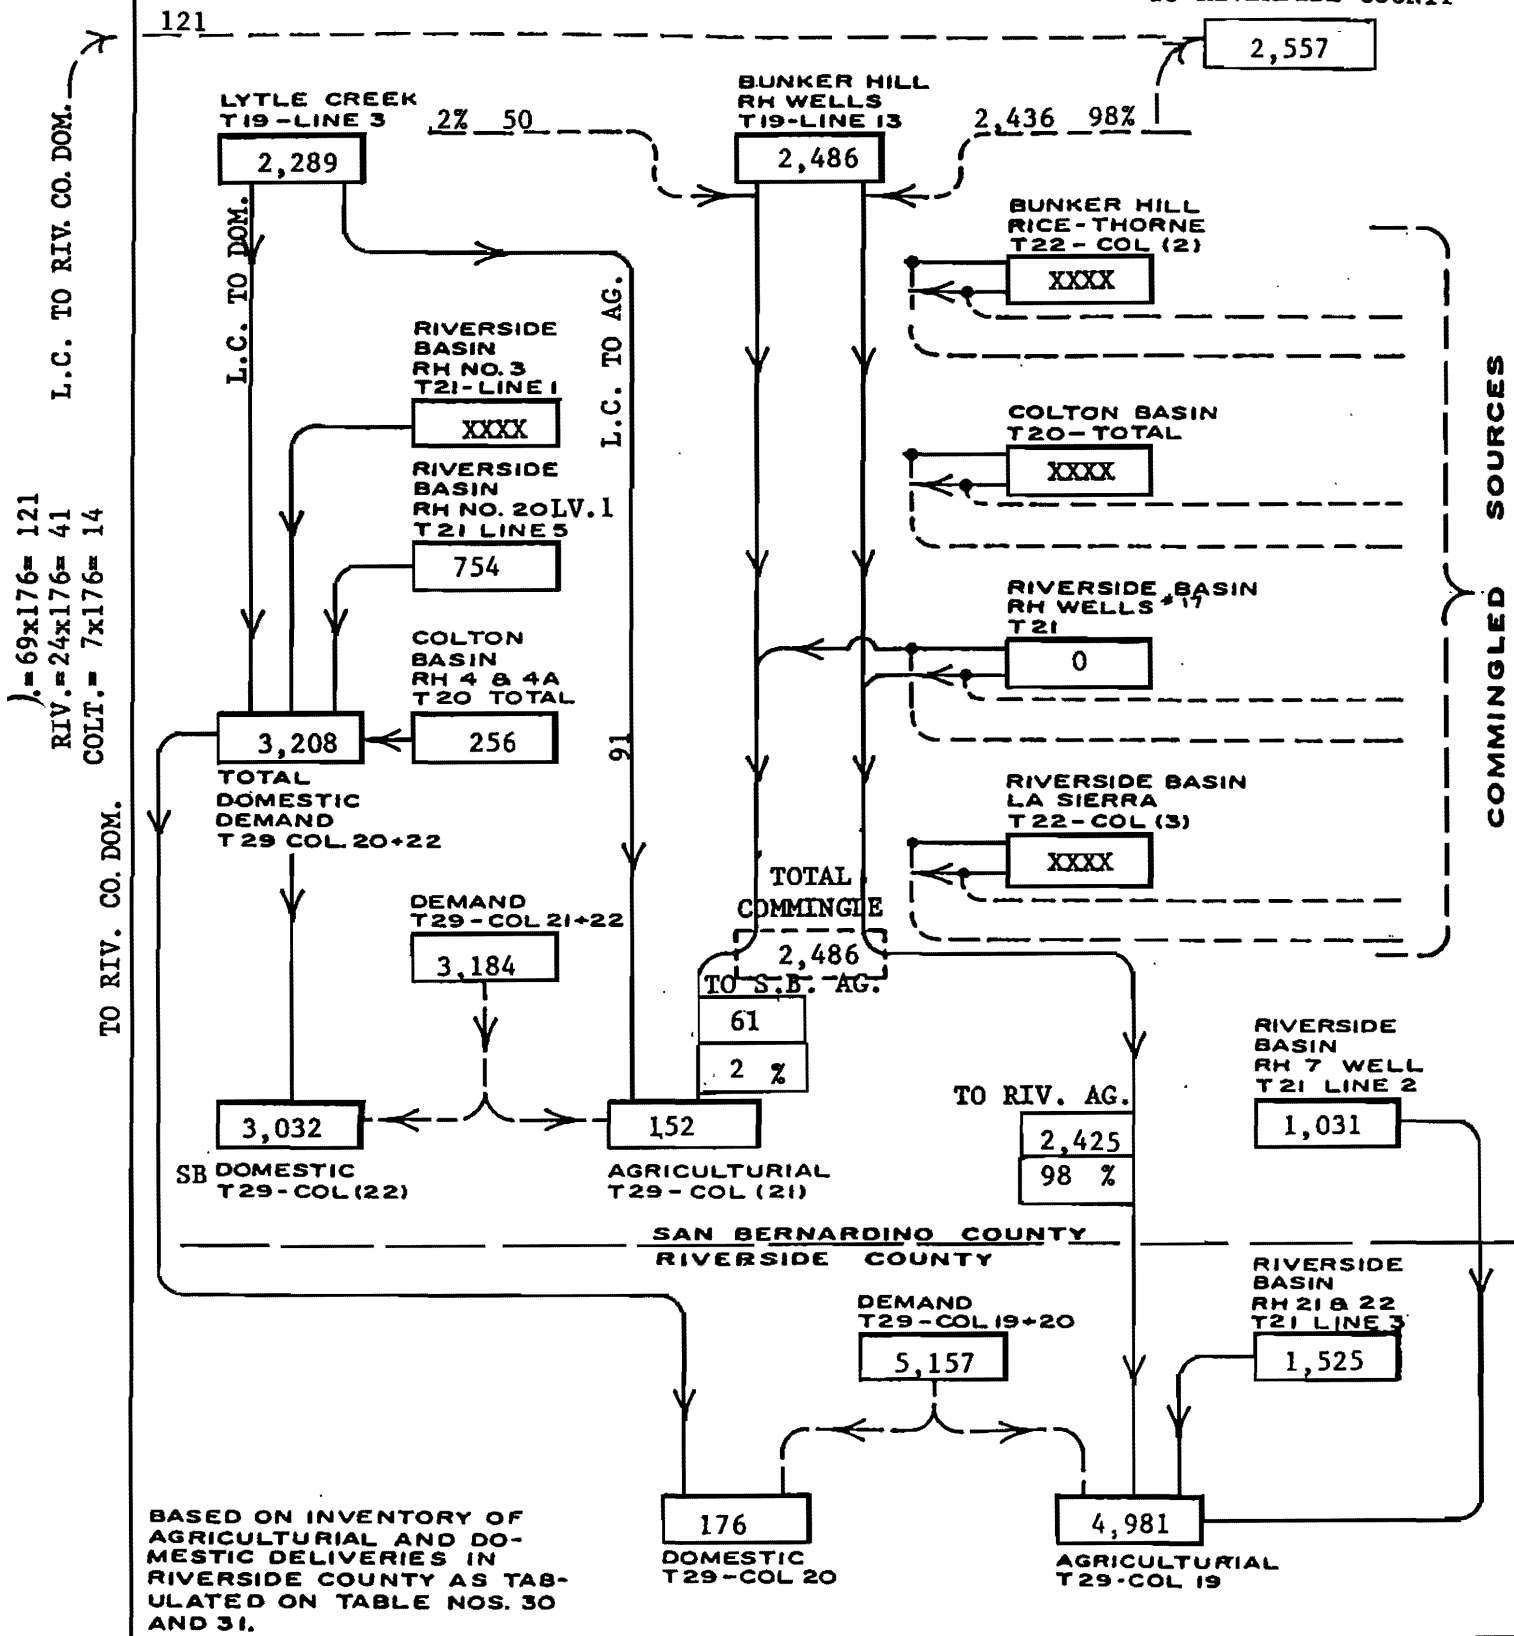 121
2,557
L.C. TO RIV. CO. DOM.
LYTLE CREEK
T19-LINE 3
2,289
2% 50
BUNKER HILL
RH WELLS
T19-LINE 13
2,486
2,436 98%
L.C. TO DOM.
L.C. TO AG.
91
BUNKER HILL
RICE-THORNE
T22-COL (2)
XXXX
RIVERSIDE
BASIN
RH NO. 3
T21-LINE 1
XXXX
RIVERSIDE
BASIN
RH NO. 20 LV.1
T21 LINE 5
754
COLTON BASIN
T20-TOTAL
XXXX
COMMINGLED SOURCES
RIVERSIDE BASIN
RH WELLS #17
T21
0
COLTON
BASIN
RH 4 & 4A
T20 TOTAL
256
).=69x176= 121
RIV.=24x176= 41
COLT.= 7x176= 14
3,208
TOTAL
DOMESTIC
DEMAND
T29 COL. 20+22
RIVERSIDE BASIN
LA SIERRA
T22-COL (3)
XXXX
TO RIV. CO. DOM.
DEMAND
T29-COL 21+22
3,184
TOTAL
COMMINGLE
2,486
TO S.B. AG.
61
2 %
3,032
SB DOMESTIC
T29-COL (22)
152
AGRICULTURIAL
T29-COL (21)
TO RIV. AG.
2,425
98 %
RIVERSIDE
BASIN
RH 7 WELL
T21 LINE 2
1,031
SAN BERNARDINO COUNTY
RIVERSIDE COUNTY
DEMAND
T29-COL 19+20
5,157
RIVERSIDE
BASIN
RH 21 & 22
T21 LINE 3
1,525
176
DOMESTIC
T29-COL 20
4,981
AGRICULTURIAL
T29-COL 19
BASED ON INVENTORY OF
AGRICULTURIAL AND DO-
MESTIC DELIVERIES IN
RIVERSIDE COUNTY AS TAB-
ULATED ON TABLE NOS. 30
AND 31.